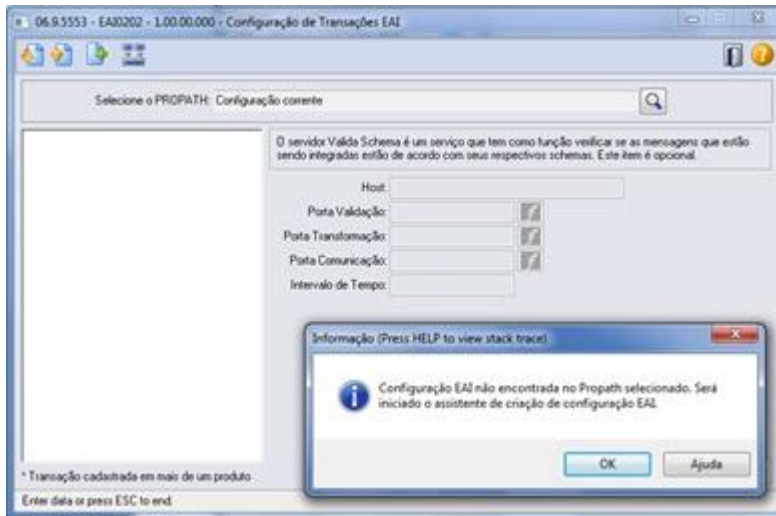 06.9.5553 - EAI0202 - 1.00.00.000 - Configuração de Transações EAI
Selecione o PROPATH: Configuração corrente
O servidor Valida Schema é um serviço que tem como função verificar se as mensagens que estão
sendo integradas estão de acordo com seus respectivos schemas. Este item é opcional.
Host:
Porta Validação:
Porta Transformação:
Porta Comunicação:
Intervalo de Tempo:
Informação (Press HELP to view stack trace)
Configuração EAI não encontrada no Propath selecionado. Será
iniciado o assistente de criação de configuração EAI.
OK Ajuda
* Transação cadastrada em mais de um produto
Enter data or press ESC to end.